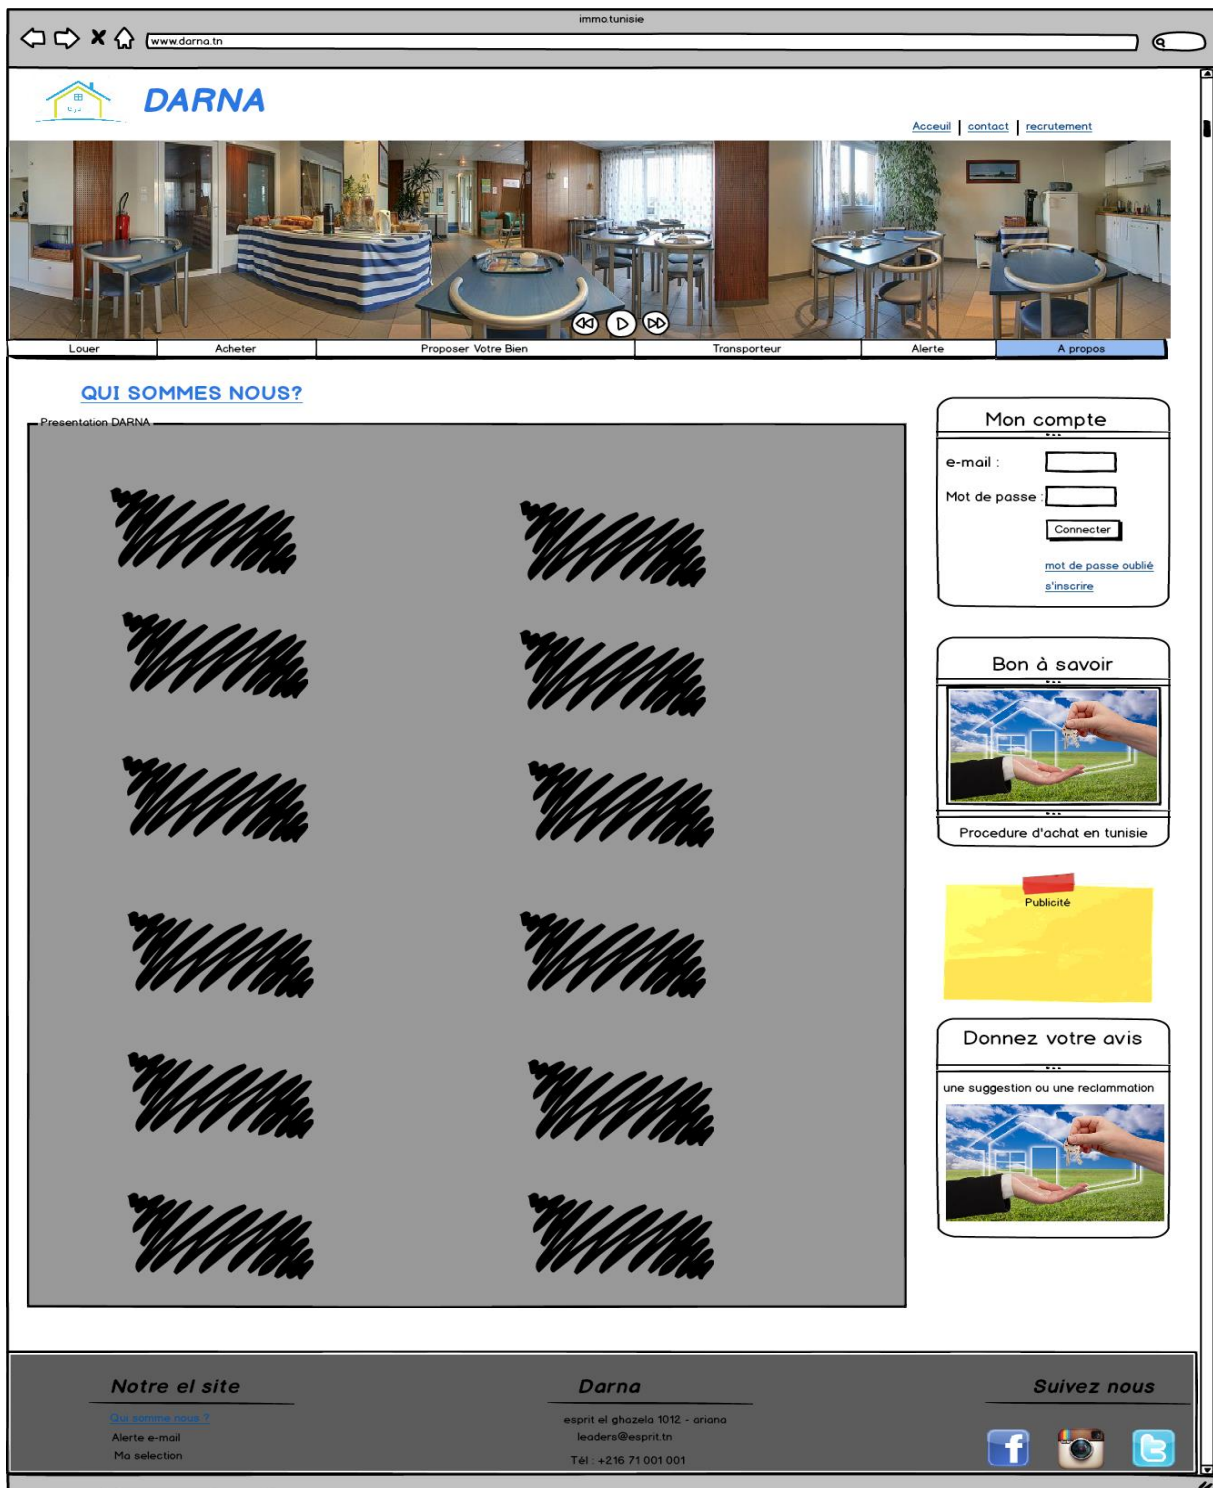 immo.tunisie
www.darna.tn
DARNA
Acceuil | contact | recrutement
Louer
Acheter
Proposer Votre Bien
Transporteur
Alerte
A propos
QUI SOMMES NOUS?
Presentation DARNA
Mon compte
e-mail :
Mot de passe :
Connecter
mot de passe oublié
s'inscrire
Bon à savoir
Procedure d'achat en tunisie
Publicité
Donnez votre avis
une suggestion ou une reclammation
Notre el site
Qui somme nous ?
Alerte e-mail
Ma selection
Darna
esprit el ghazela 1012 - ariana
leaders@esprit.tn
Tél : +216 71 001 001
Suivez nous